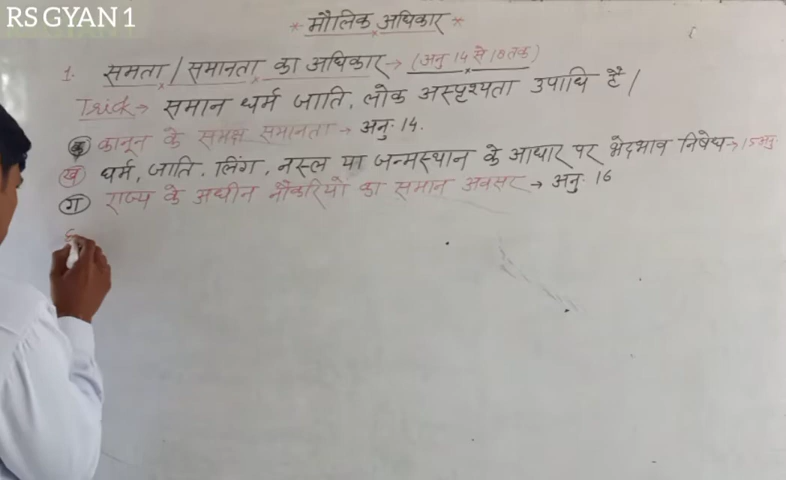 RS GYAN 1
* मौलिक अधिकार *
1. समता / समानता का अधिकार → (अनु 14 से 18 तक)
Trick → समान धर्म जाति, लोक अस्पृश्यता उपाधि है /
क कानून के समक्ष समानता → अनु. 14.
ख धर्म, जाति, लिंग, नस्ल या जन्मस्थान के आधार पर भेदभाव निषेध → 15 अनु.
ग राज्य के अधीन नौकरियों का समान अवसर → अनु. 16